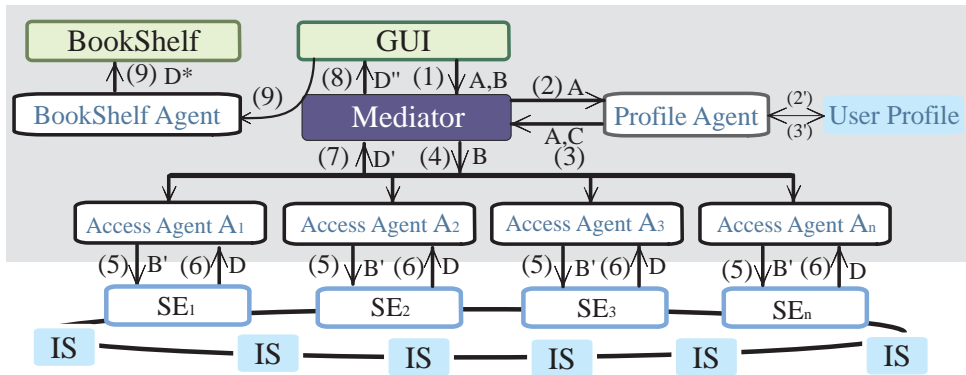 BookShelf
GUI
(9) D*
(8) D''
(1) A,B
(9)
(2) A
(2')
BookShelf Agent
Mediator
Profile Agent
User Profile
A,C
(3')
(7) D'
(4) B
(3)
Access Agent A1
Access Agent A2
Access Agent A3
Access Agent An
(5) B' (6) D
(5) B' (6) D
(5) B' (6) D
(5) B' (6) D
SE1
SE2
SE3
SEn
IS
IS
IS
IS
IS
IS